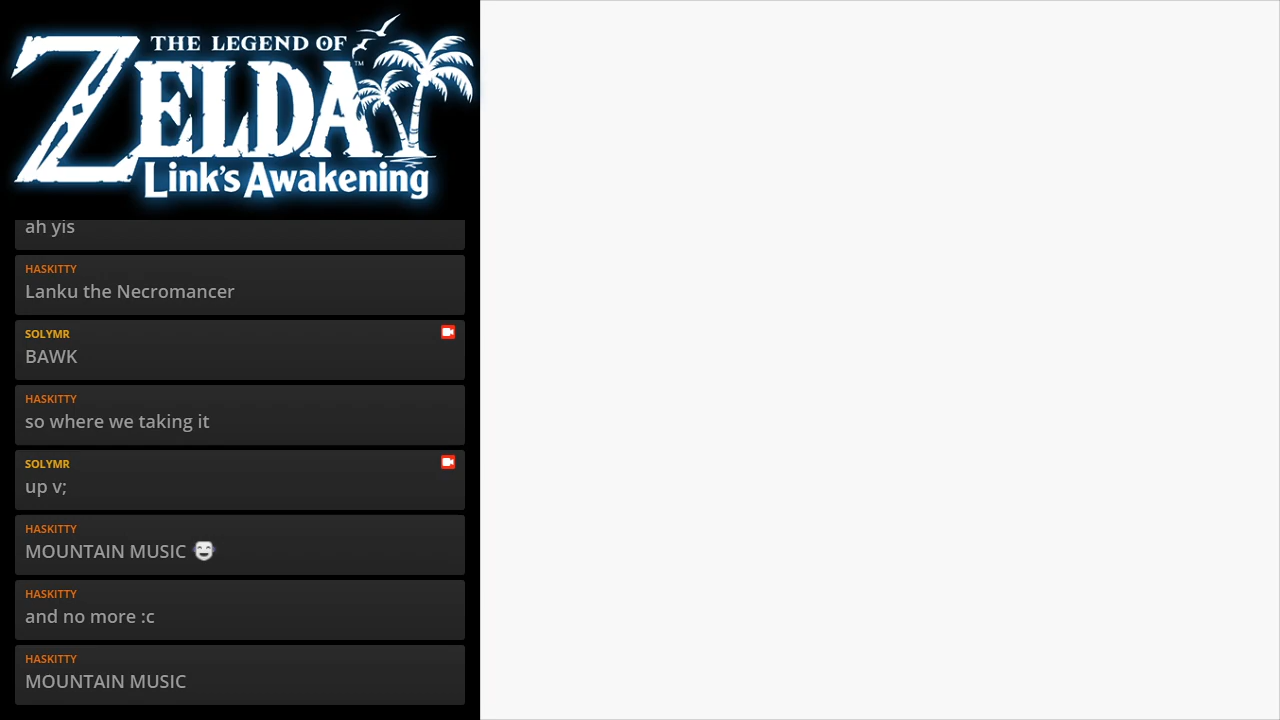 THE LEGEND OF
ZELDA™
Link's Awakening
ah yis
HASKITTY
Lanku the Necromancer
SOLYMR
BAWK
HASKITTY
so where we taking it
SOLYMR
up v;
HASKITTY
MOUNTAIN MUSIC
HASKITTY
and no more :c
HASKITTY
MOUNTAIN MUSIC